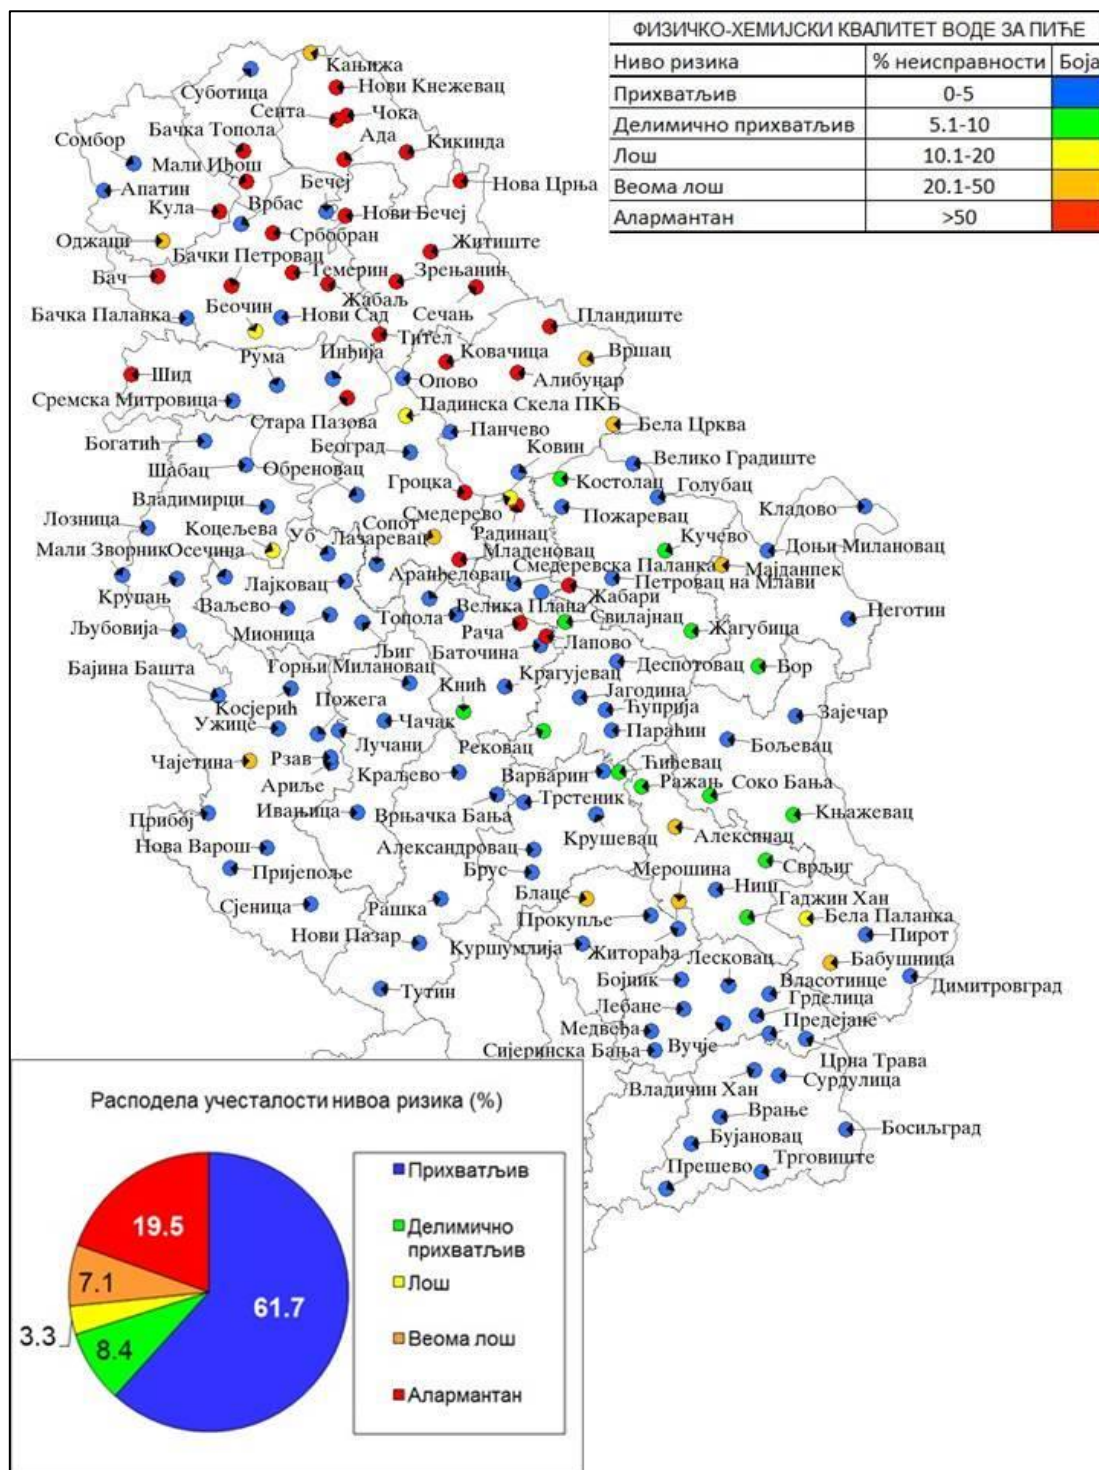 ФИЗИЧКО-ХЕМИЈСКИ КВАЛИТЕТ ВОДЕ ЗА ПИЋЕ
Ниво ризика % неисправности Боја
Прихватљив 0-5
Делимично прихватљив 5.1-10
Лош 10.1-20
Веома лош 20.1-50
Алармантан >50
Кањижа
Суботица
Нови Кнежевац
Сента
Чока
Бачка Топола
Ада
Кикинда
Сомбор
Мали Иђош
Бечеј
Нова Црња
Апатин
Врбас
Кула
Нови Бечеј
Србобран
Оџаци
Житиште
Бачки Петровац
Темерин
Зрењанин
Бач
Жабаљ
Сечањ
Беочин
Нови Сад
Бачка Паланка
Пландиште
Тител
Рума
Инђија
Ковачица
Вршац
Шид
Опово
Алибунар
Сремска Митровица
Падинска Скела ПКБ
Стара Пазова
Бела Црква
Панчево
Богатић
Београд
Ковин
Велико Градиште
Шабац
Обреновац
Костолац
Гроцка
Голубац
Владимирци
Смедерево
Пожаревац
Кладово
Лозница
Коцељева
Сопот
Радинац
Уб
Лазаревац
Кучево
Мали Зворник
Осечина
Младеновац
Доњи Милановац
Смедеревска Паланка
Мајданпек
Аранђеловац
Петровац на Млави
Крупањ
Лајковац
Жабари
Ваљево
Велика Плана
Неготин
Топола
Свилајнац
Љубовија
Мионица
Рача
Жагубица
Лапово
Љиг
Баточина
Бајина Башта
Горњи Милановац
Деспотовац
Бор
Крагујевац
Кнић
Косјерић
Пожега
Јагодина
Ћуприја
Зајечар
Ужице
Чачак
Параћин
Лучани
Рековац
Бољевац
Чајетина
Рзав
Ариље
Краљево
Варварин
Ћићевац
Ражањ
Соко Бања
Трстеник
Прибој
Ивањица
Врњачка Бања
Књажевац
Крушевац
Алексинац
Нова Варош
Александровац
Пријепоље
Брус
Мерошина
Сврљиг
Блаце
Ниш
Гаџин Хан
Сјеница
Рашка
Прокупље
Бела Паланка
Нови Пазар
Куршумлија
Житорађа
Пирот
Лесковац
Бабушница
Бојник
Власотинце
Тутин
Димитровград
Лебане
Грделица
Медвеђа
Предејане
Сијеринска Бања
Вучје
Црна Трава
Владичин Хан
Сурдулица
Врање
Босиљград
Бујановац
Прешево
Трговиште
Расподела учесталости нивоа ризика (%)
Прихватљив
Делимично
прихватљив
Лош
Веома лош
Алармантан
19.5
7.1
61.7
3.3
8.4